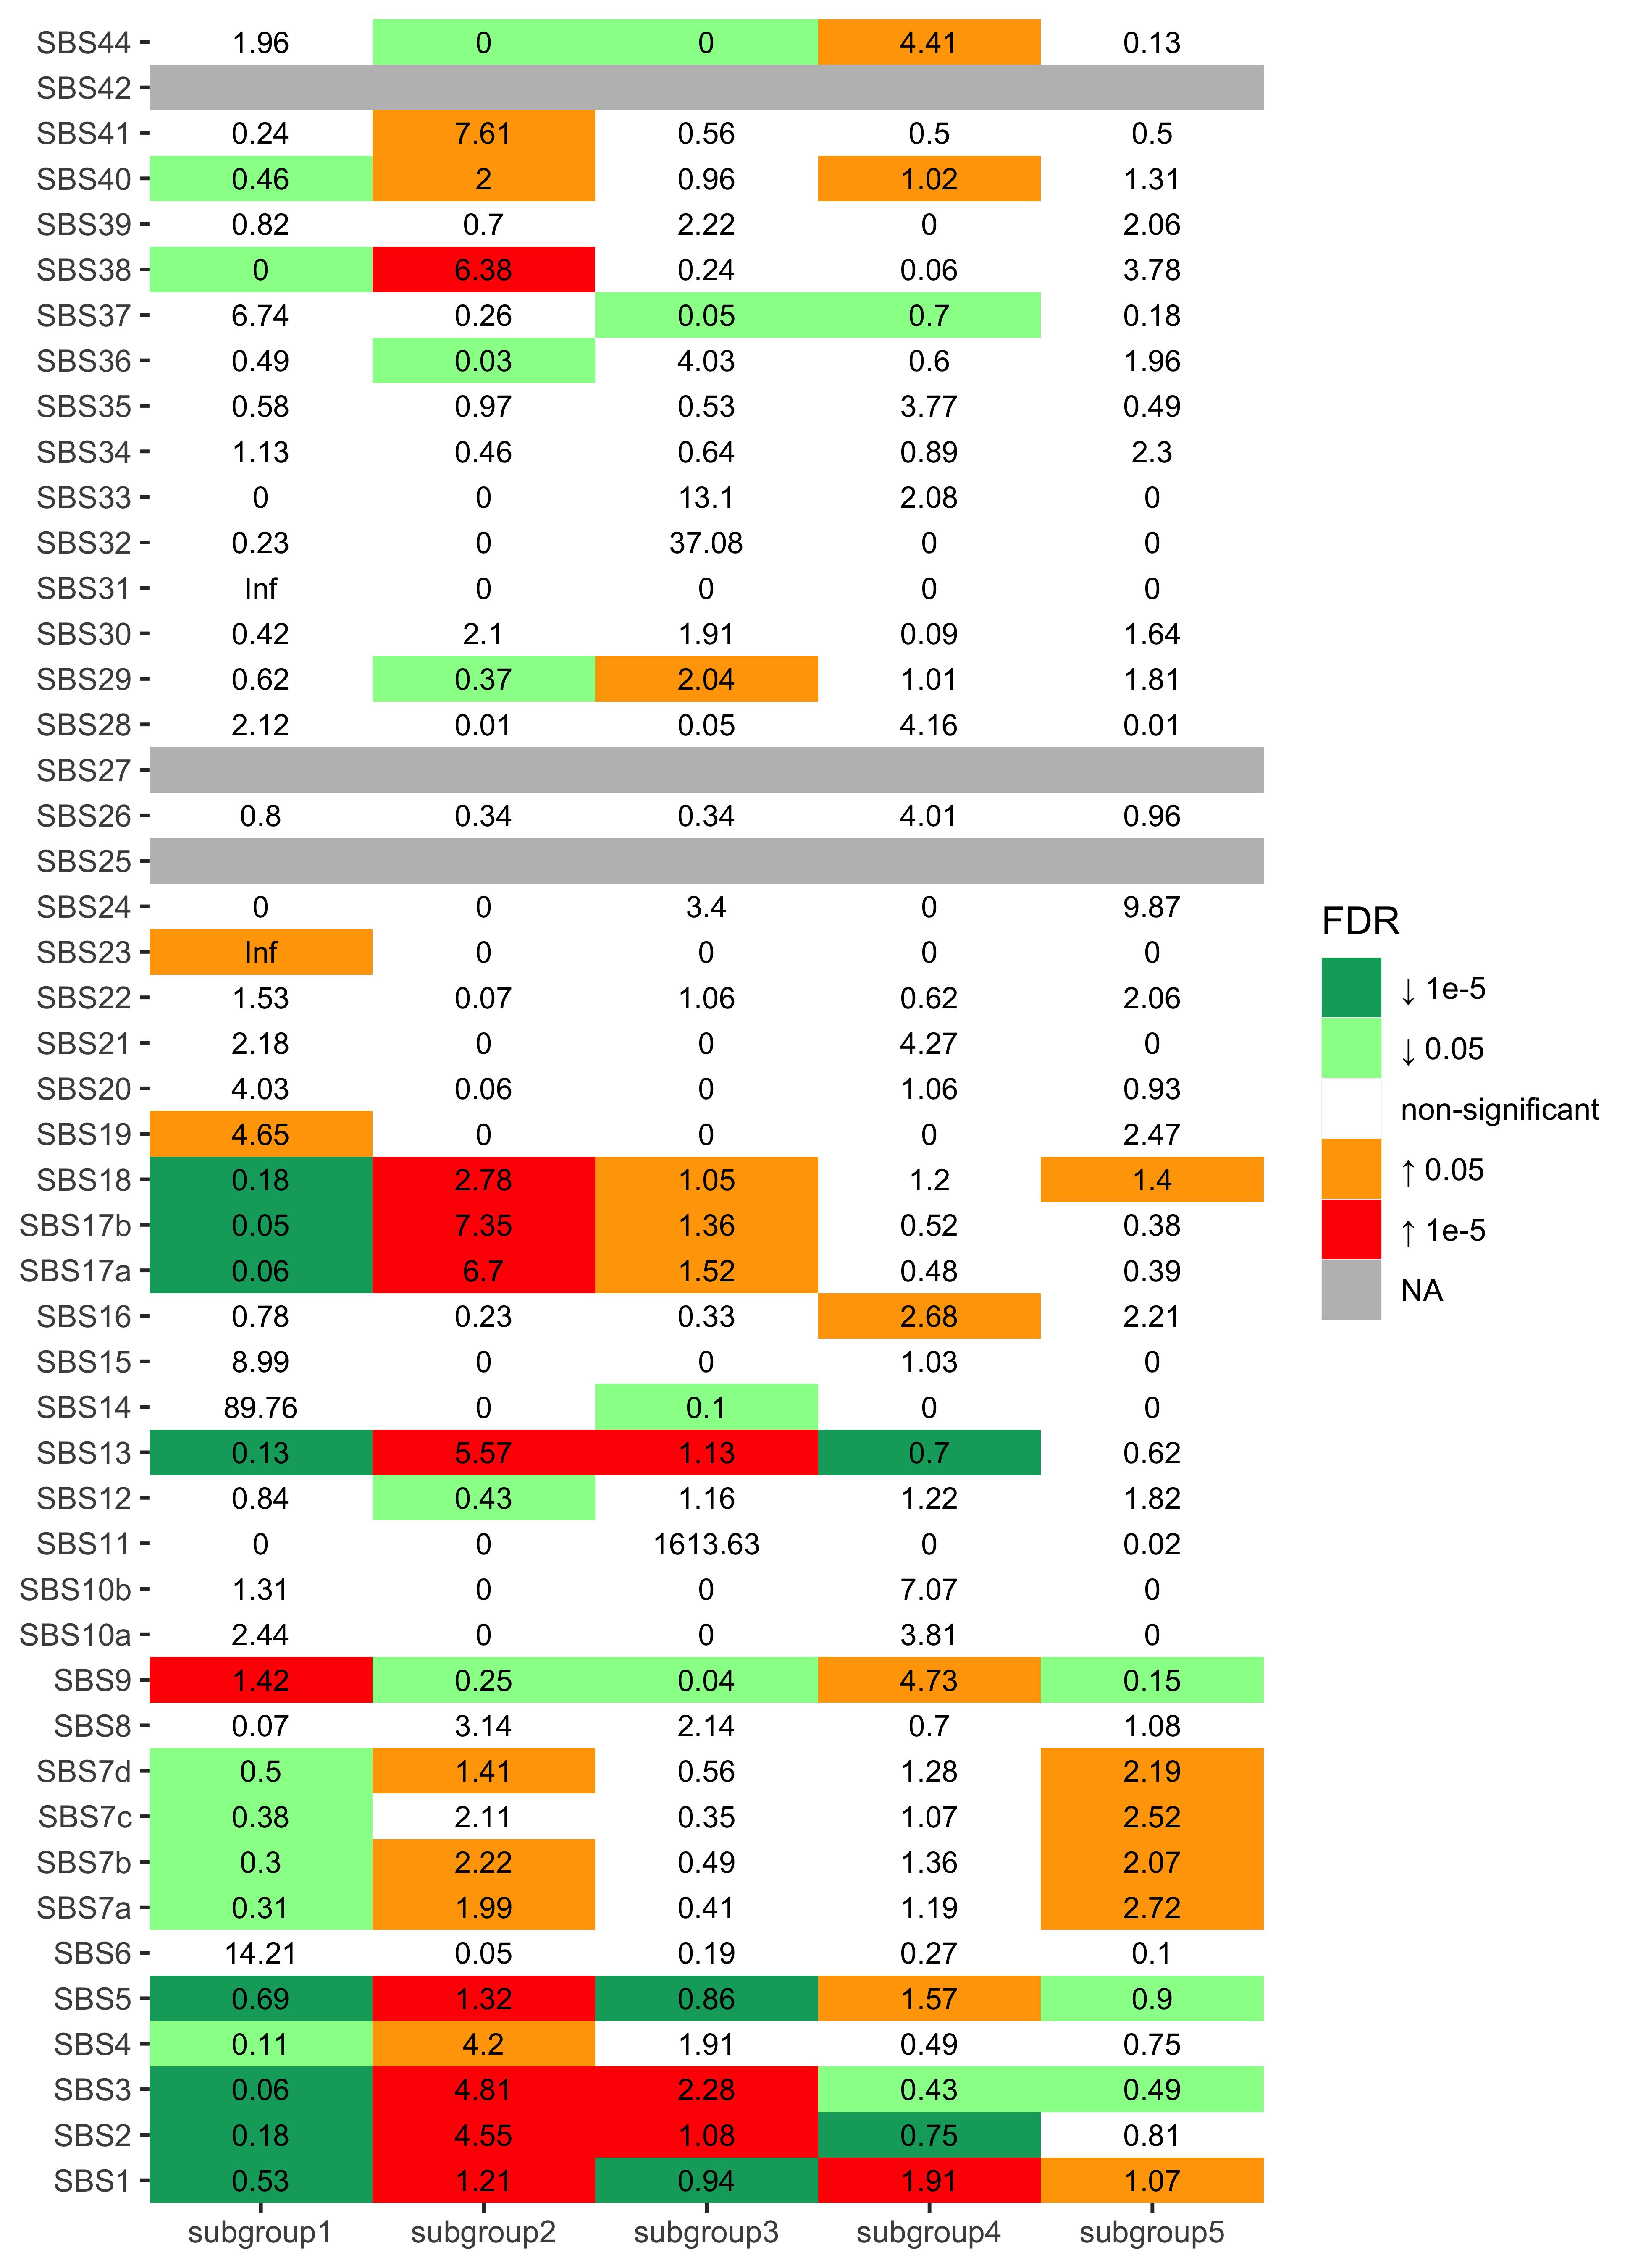 SBS44 1.96 0 0 4.41 0.13
SBS42
SBS41 0.24 7.61 0.56 0.5 0.5
SBS40 0.46 2 0.96 1.02 1.31
SBS39 0.82 0.7 2.22 0 2.06
SBS38 0 6.38 0.24 0.06 3.78
SBS37 6.74 0.26 0.05 0.7 0.18
SBS36 0.49 0.03 4.03 0.6 1.96
SBS35 0.58 0.97 0.53 3.77 0.49
SBS34 1.13 0.46 0.64 0.89 2.3
SBS33 0 0 13.1 2.08 0
SBS32 0.23 0 37.08 0 0
SBS31 Inf 0 0 0 0
SBS30 0.42 2.1 1.91 0.09 1.64
SBS29 0.62 0.37 2.04 1.01 1.81
SBS28 2.12 0.01 0.05 4.16 0.01
SBS27
SBS26 0.8 0.34 0.34 4.01 0.96
SBS25
SBS24 0 0 3.4 0 9.87
SBS23 Inf 0 0 0 0
SBS22 1.53 0.07 1.06 0.62 2.06
SBS21 2.18 0 0 4.27 0
SBS20 4.03 0.06 0 1.06 0.93
SBS19 4.65 0 0 0 2.47
SBS18 0.18 2.78 1.05 1.2 1.4
SBS17b 0.05 7.35 1.36 0.52 0.38
SBS17a 0.06 6.7 1.52 0.48 0.39
SBS16 0.78 0.23 0.33 2.68 2.21
SBS15 8.99 0 0 1.03 0
SBS14 89.76 0 0.1 0 0
SBS13 0.13 5.57 1.13 0.7 0.62
SBS12 0.84 0.43 1.16 1.22 1.82
SBS11 0 0 1613.63 0 0.02
SBS10b 1.31 0 0 7.07 0
SBS10a 2.44 0 0 3.81 0
SBS9 1.42 0.25 0.04 4.73 0.15
SBS8 0.07 3.14 2.14 0.7 1.08
SBS7d 0.5 1.41 0.56 1.28 2.19
SBS7c 0.38 2.11 0.35 1.07 2.52
SBS7b 0.3 2.22 0.49 1.36 2.07
SBS7a 0.31 1.99 0.41 1.19 2.72
SBS6 14.21 0.05 0.19 0.27 0.1
SBS5 0.69 1.32 0.86 1.57 0.9
SBS4 0.11 4.2 1.91 0.49 0.75
SBS3 0.06 4.81 2.28 0.43 0.49
SBS2 0.18 4.55 1.08 0.75 0.81
SBS1 0.53 1.21 0.94 1.91 1.07
subgroup1 subgroup2 subgroup3 subgroup4 subgroup5
FDR
↓ 1e-5
↓ 0.05
non-significant
↑ 0.05
↑ 1e-5
NA